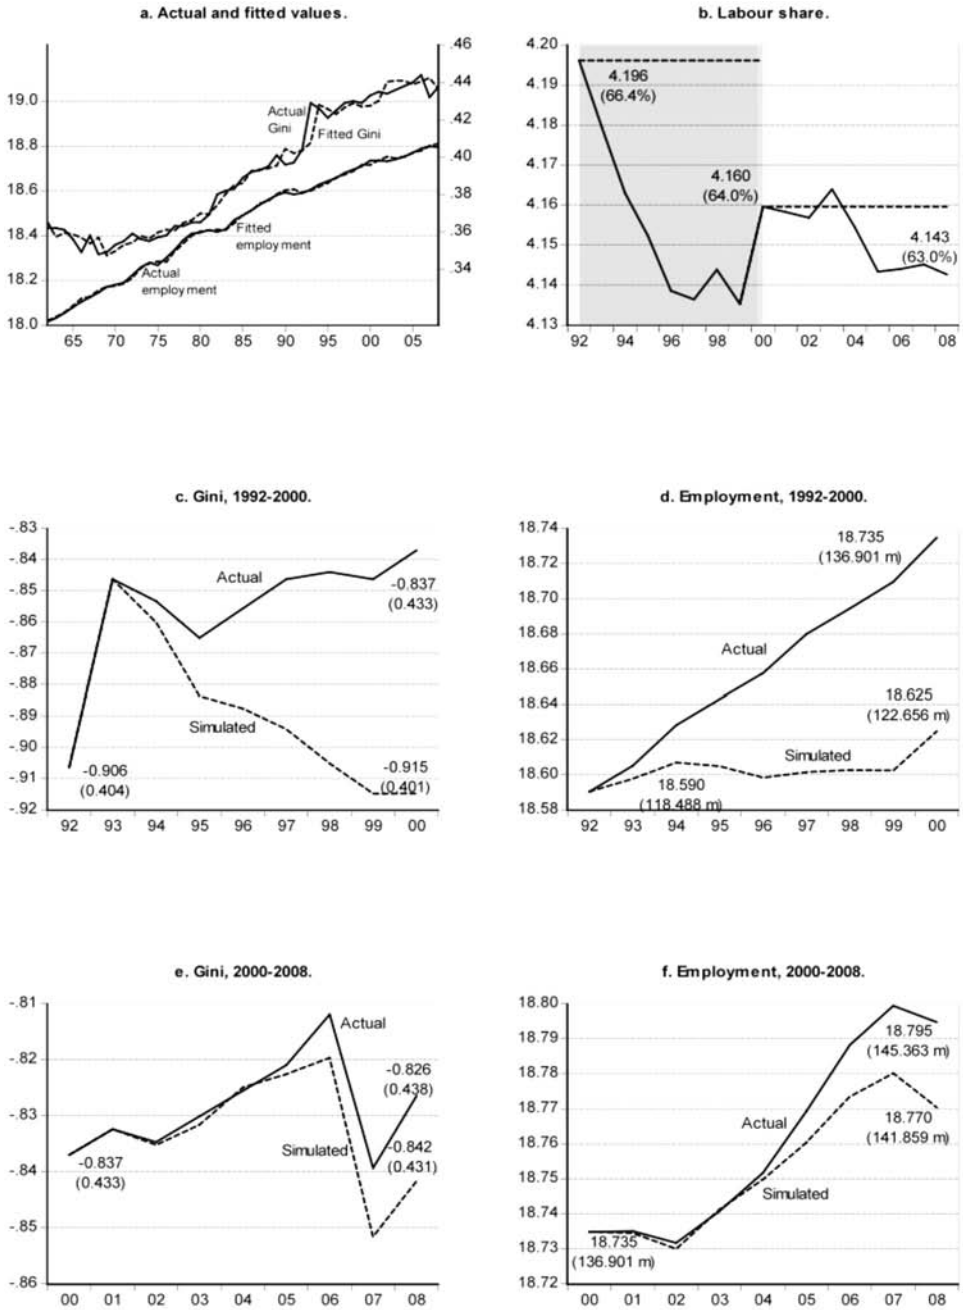 a. Actual and fitted values.
.46
19.0
.44
Actual
Gini
Fitted Gini
.42
18.8
.40
18.6
.38
18.4
Fitted
employment
.36
18.2
Actual
employment
.34
18.0
65 70 75 80 85 90 95 00 05
b. Labour share.
4.20
4.19
4.18
4.17
4.16
4.15
4.14
4.13
4.196
(66.4%)
4.160
(64.0%)
4.143
(63.0%)
92 94 96 98 00 02 04 06 08
c. Gini, 1992-2000.
-.83
-.84
-.85
-.86
-.87
-.88
-.89
-.90
-.91
-.92
Actual
-0.837
(0.433)
Simulated
-0.906
(0.404)
-0.915
(0.401)
92 93 94 95 96 97 98 99 00
d. Employment, 1992-2000.
18.74
18.72
18.70
18.68
18.66
18.64
18.62
18.60
18.58
18.735
(136.901 m)
Actual
18.625
(122.656 m)
Simulated
18.590
(118.488 m)
92 93 94 95 96 97 98 99 00
e. Gini, 2000-2008.
-.81
-.82
-.83
-.84
-.85
-.86
Actual
-0.826
(0.438)
Simulated
-0.842
(0.431)
-0.837
(0.433)
00 01 02 03 04 05 06 07 08
f. Employment, 2000-2008.
18.80
18.79
18.78
18.77
18.76
18.75
18.74
18.73
18.72
18.795
(145.363 m)
Actual
18.770
(141.859 m)
Simulated
18.735
(136.901 m)
00 01 02 03 04 05 06 07 08